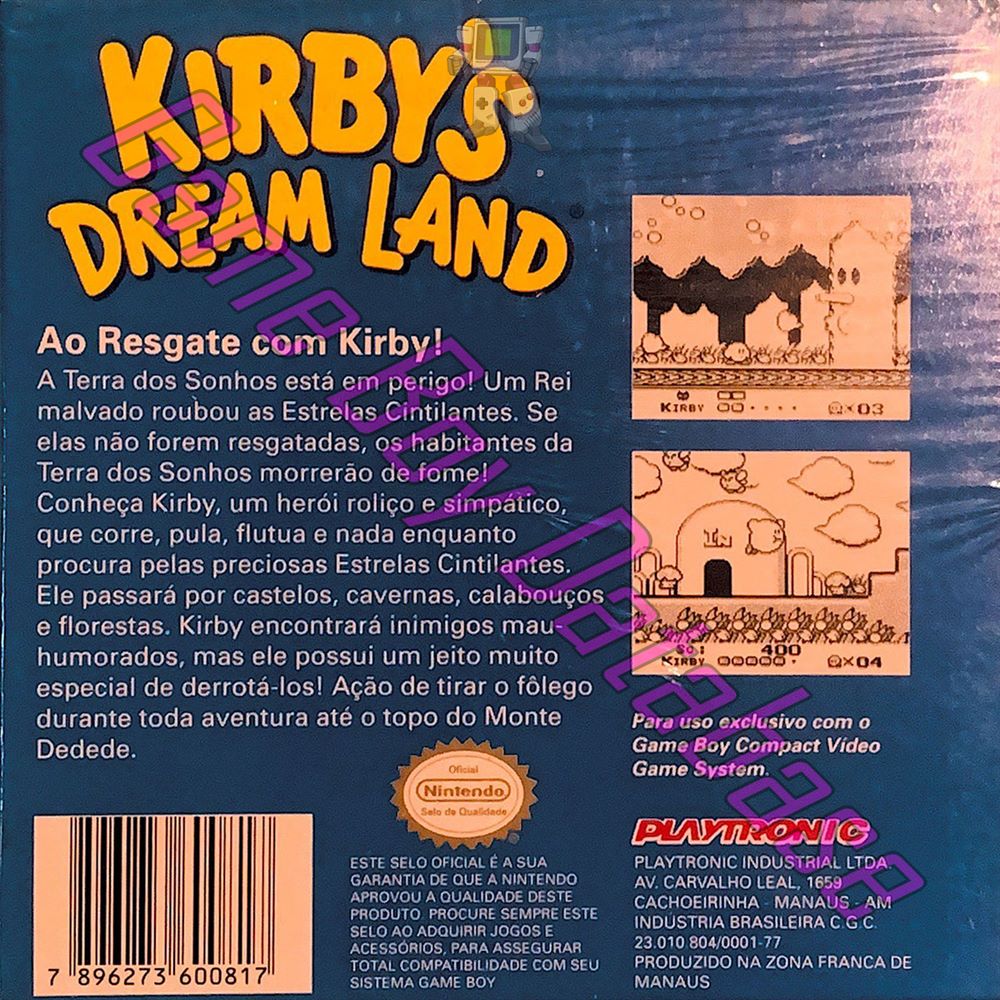 KIRBY'S
DREAM LAND
Ao Resgate com Kirby!
A Terra dos Sonhos está em perigo! Um Rei
malvado roubou as Estrelas Cintilantes. Se
elas não forem resgatadas, os habitantes da
Terra dos Sonhos morrerão de fome!
Conheça Kirby, um herói roliço e simpático,
que corre, pula, flutua e nada enquanto
procura pelas preciosas Estrelas Cintilantes.
Ele passará por castelos, cavernas, calabouços
e florestas. Kirby encontrará inimigos mau-
humorados, mas ele possui um jeito muito
especial de derrotá-los! Ação de tirar o fôlego
durante toda aventura até o topo do Monte
Dedede.
KIRBY ×03
IN
Sc: 400
KIRBY ×04
Para uso exclusivo com o
Game Boy Compact Vídeo
Game System.
Oficial
Nintendo
Selo de Qualidade
ESTE SELO OFICIAL É A SUA
GARANTIA DE QUE A NINTENDO
APROVOU A QUALIDADE DESTE
PRODUTO. PROCURE SEMPRE ESTE
SELO AO ADQUIRIR JOGOS E
ACESSÓRIOS, PARA ASSEGURAR
TOTAL COMPATIBILIDADE COM SEU
SISTEMA GAME BOY
PLAYTRONIC
PLAYTRONIC INDUSTRIAL LTDA.
AV. CARVALHO LEAL, 1659
CACHOEIRINHA - MANAUS - AM
INDÚSTRIA BRASILEIRA C.G.C.
23.010 804/0001-77
PRODUZIDO NA ZONA FRANCA DE
MANAUS
7 896273 600817
Game Boy Database